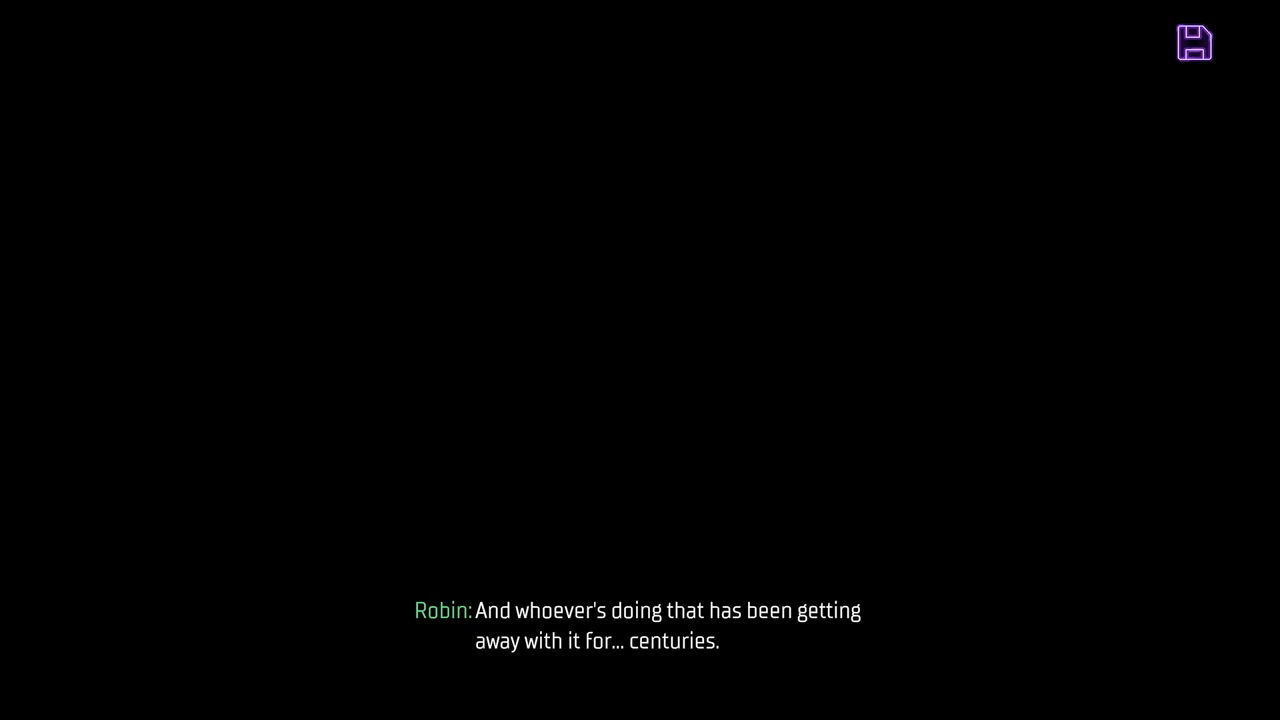 Robin: And whoever's doing that has been getting
away with it for... centuries.